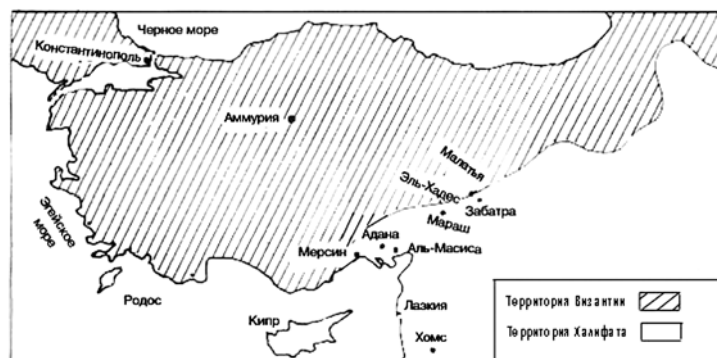 Черное море
Константинополь
Аммурия
Малатья
Эль-Хадес
Забатра
Мараш
Эгейское
море
Адана
Мерсин
Аль-Масиса
Родос
Кипр
Лазкия
Хомс
Территория Византии
Территория Халифата